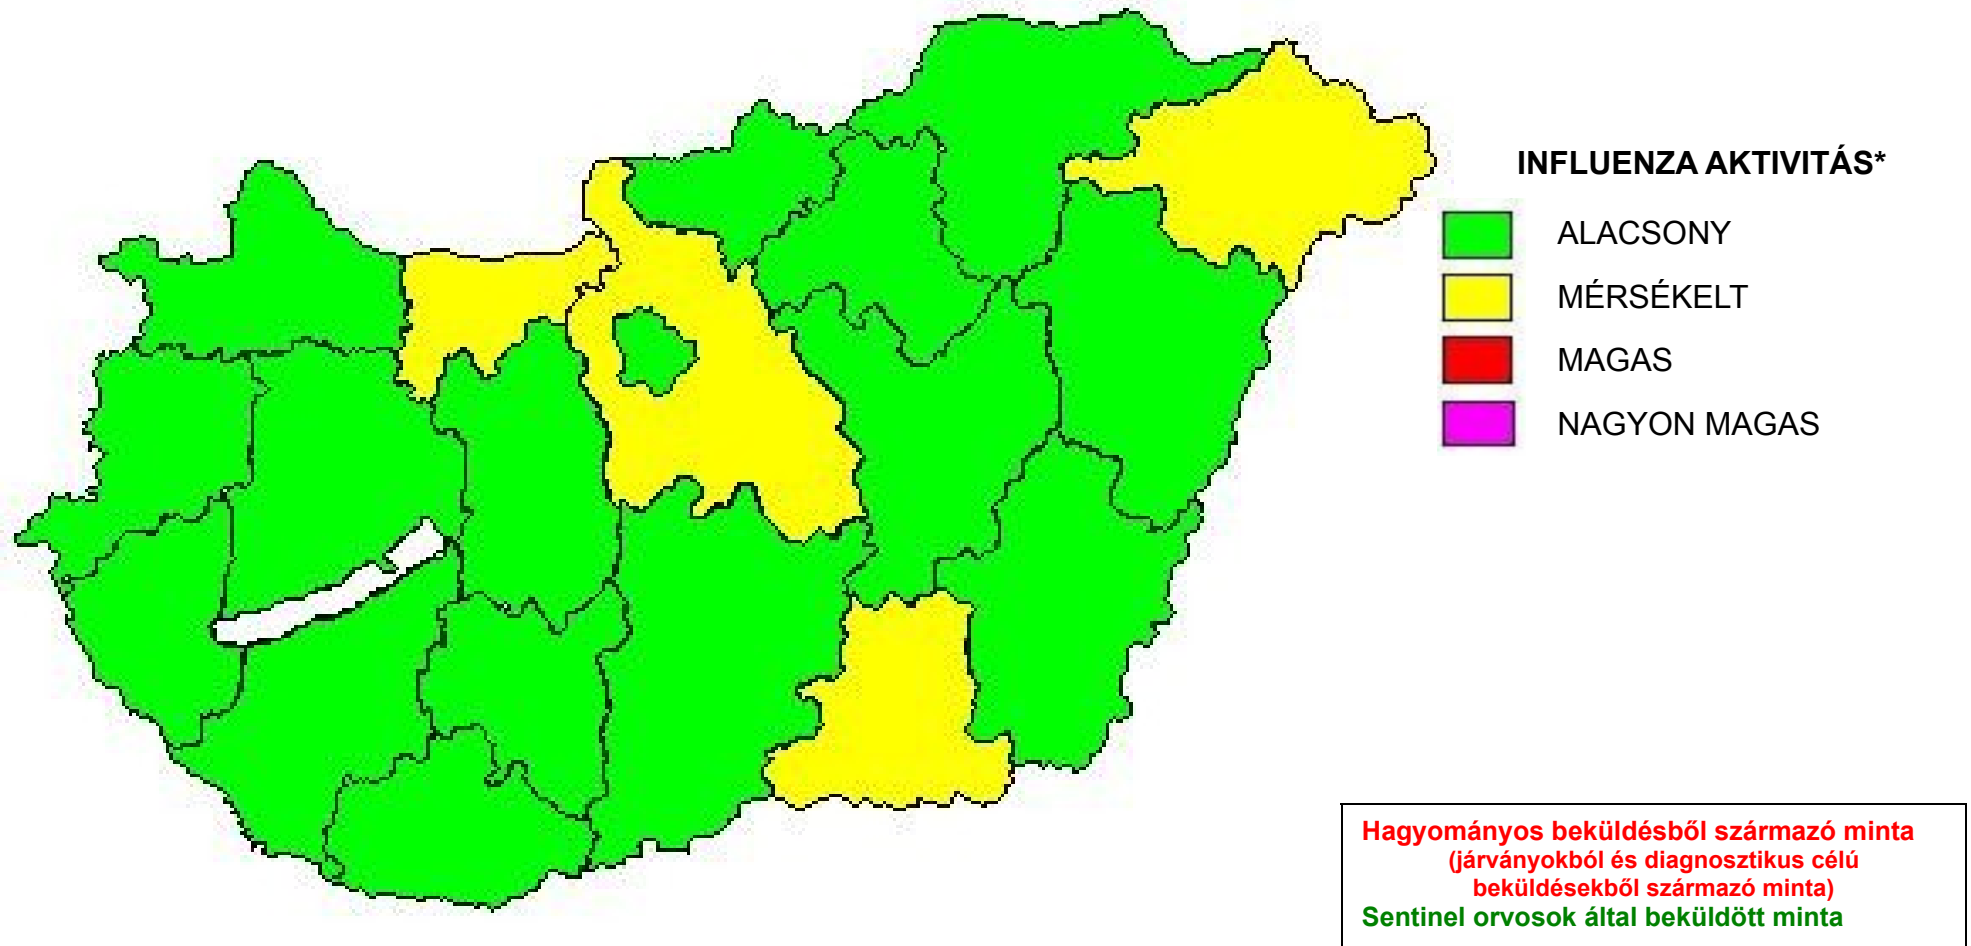 INFLUENZA AKTIVITÁS*
ALACSONY
MÉRSÉKELT
MAGAS
NAGYON MAGAS
Hagyományos beküldésből származó minta
(járványokból és diagnosztikus célú
beküldésekből származó minta)
Sentinel orvosok által beküldött minta